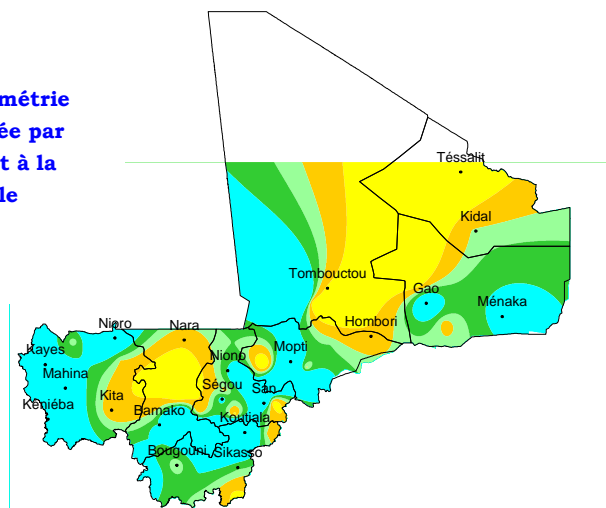 métrie
ée par
t à la
le
Téssalit
Kidal
Tombouctou
Gao
Ménaka
Hombori
Nioro
Nara
Mopti
Kayes
Niono
Mahina
Ségou
San
Kita
Kéniéba
Bamako
Koutiala
Bougouni
Sikasso